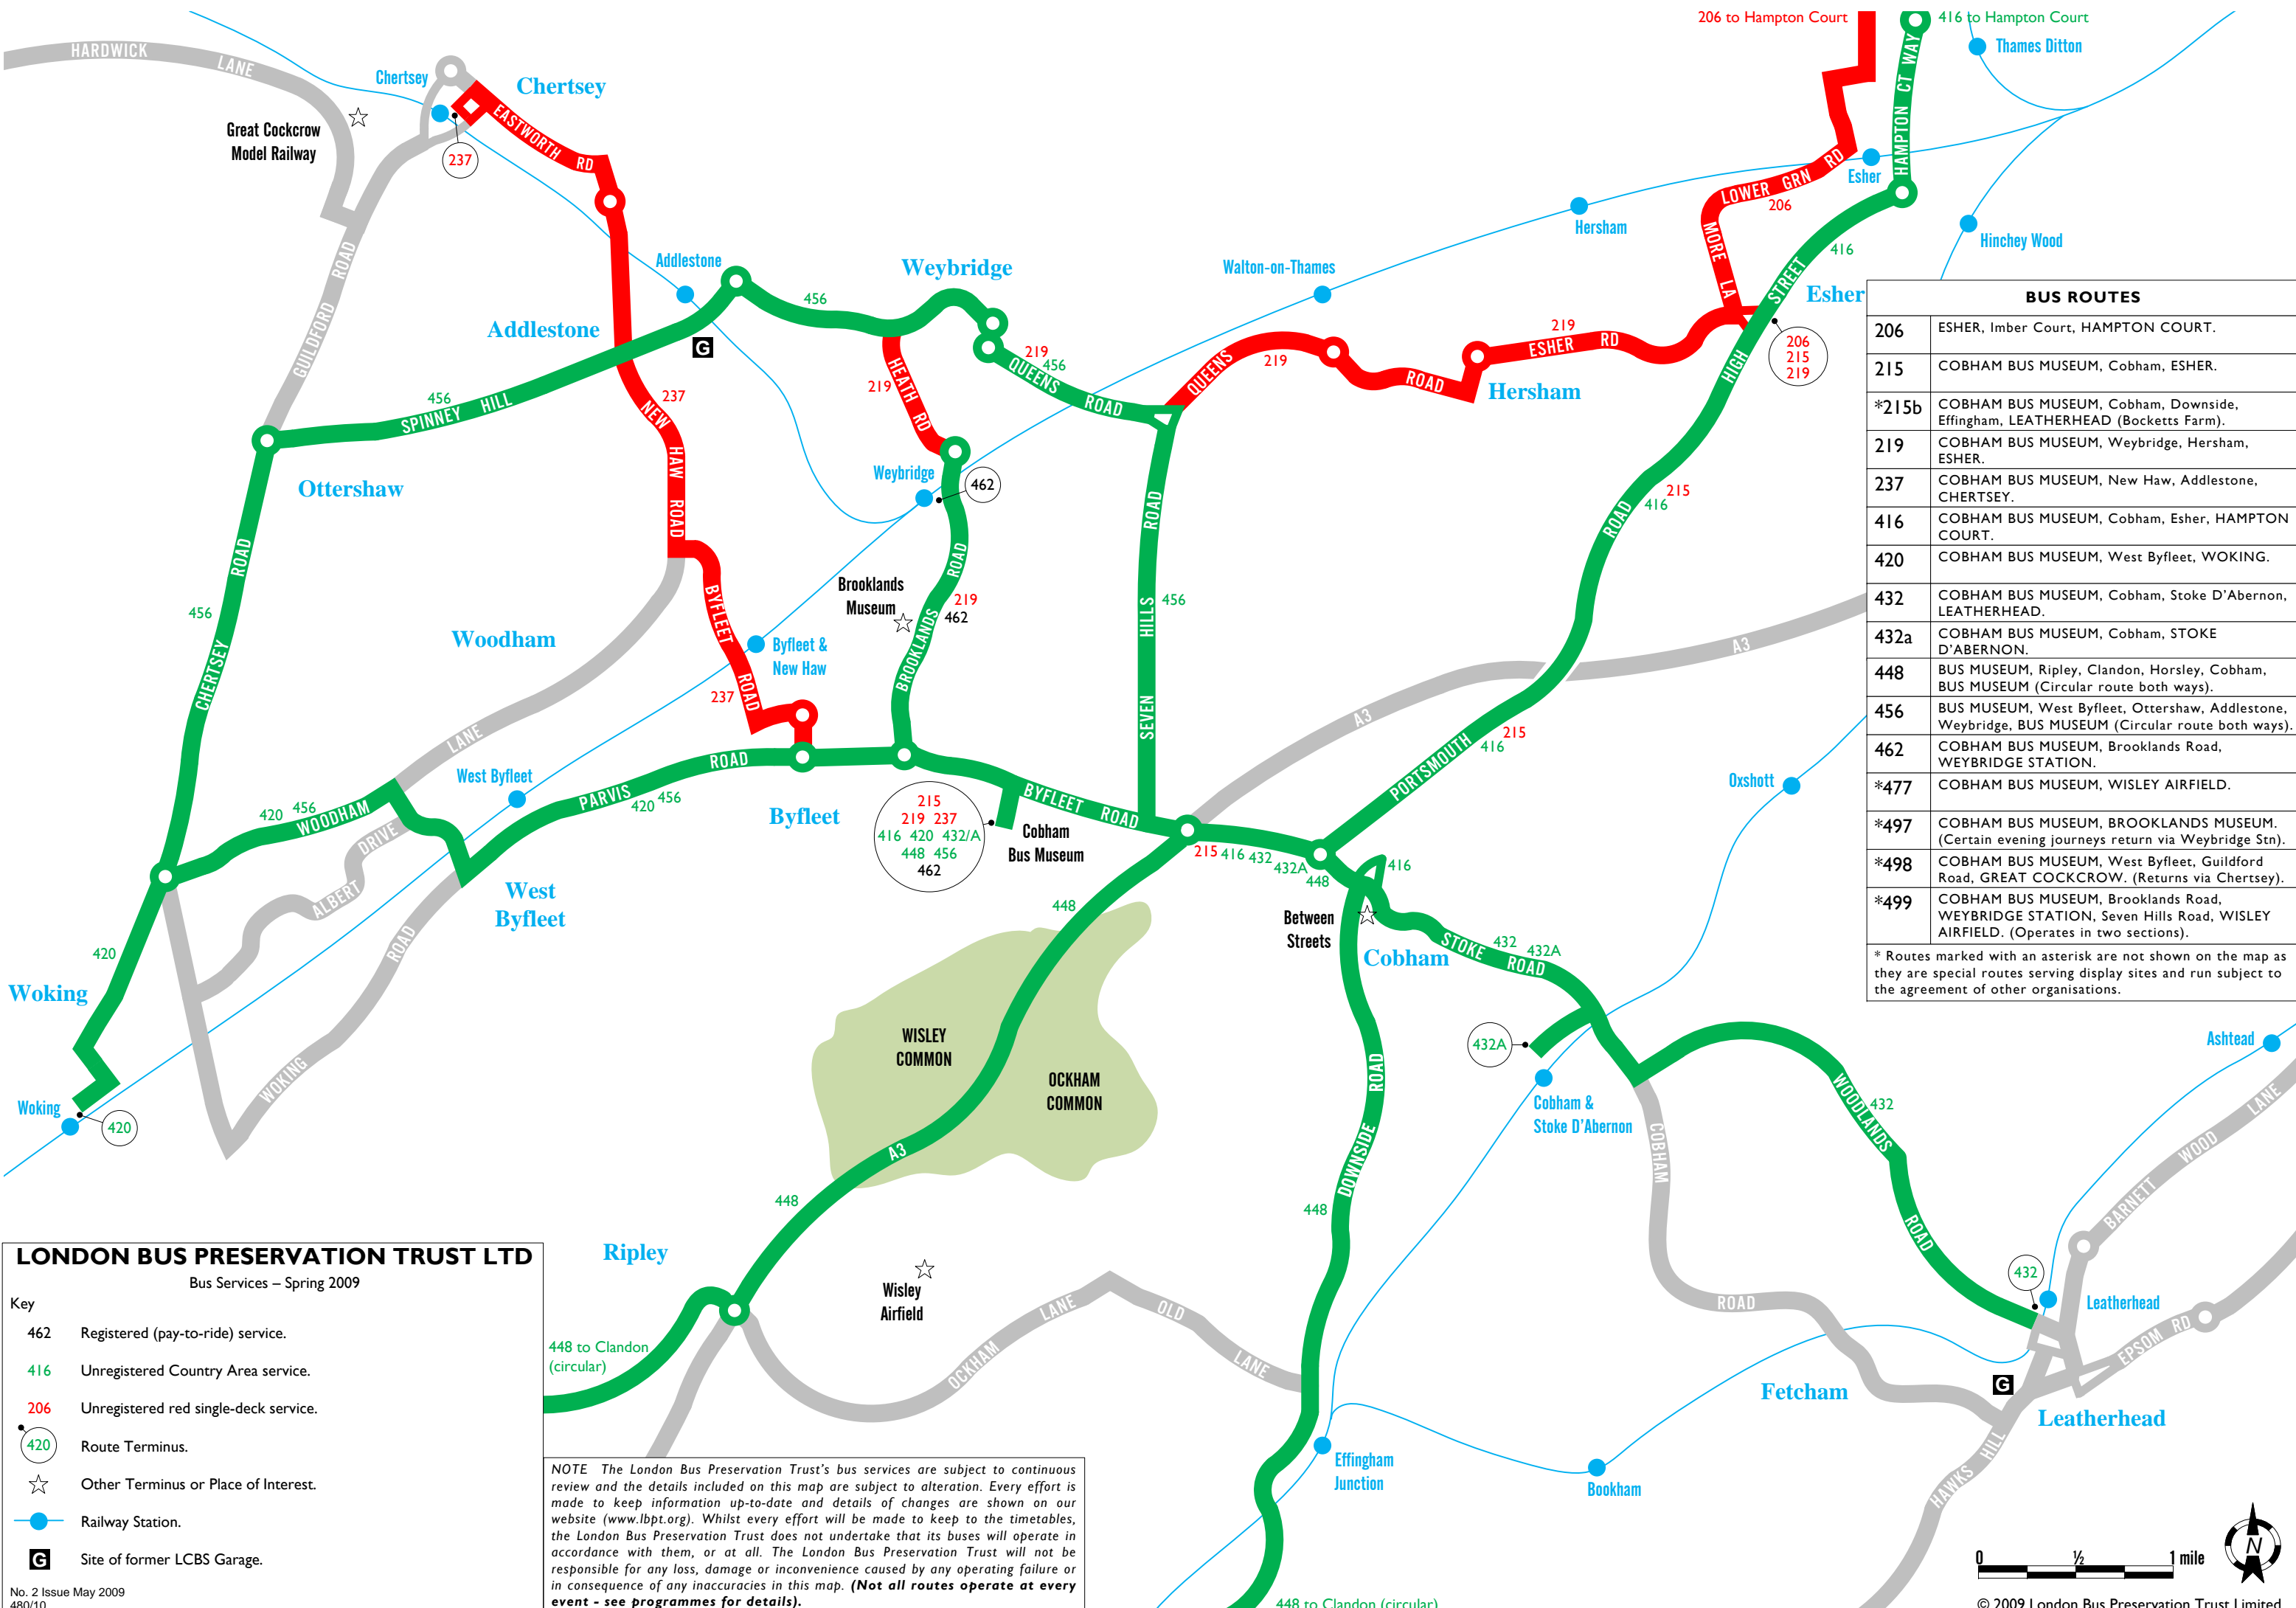 206 to Hampton Court
416 to Hampton Court
Thames Ditton
HARDWICK LANE
Chertsey
Chertsey
Great Cockcrow
Model Railway
237
EASTWORTH RD
HAMPTON CT WAY
LOWER GRN RD
206
Esher
Hersham
Hinchley Wood
MORE LA
416
GUILDFORD ROAD
Addlestone
Weybridge
Walton-on-Thames
HIGH STREET
Esher
Addlestone
G
456
219
456
QUEENS ROAD
QUEENS ROAD
219
219
ESHER RD
Hersham
206
215
219
219
HEATH RD
456
SPINNEY HILL
237
NEW HAW ROAD
Ottershaw
Weybridge
462
SEVEN HILLS ROAD
456
416
215
PORTSMOUTH ROAD
416
215
CHERTSEY ROAD
456
Woodham
BYFLEET ROAD
237
Byfleet &
New Haw
Brooklands
Museum
BROOKLANDS ROAD
219
462
A3
A3
Oxshott
WOODHAM LANE
420 456
West Byfleet
PARVIS ROAD
420 456
Byfleet
215
219 237
416 420 432/A
448 456
462
BYFLEET ROAD
Cobham
Bus Museum
215 416 432
432A
448
416
ALBERT DRIVE
West
Byfleet
448
Between
Streets
Cobham
STOKE ROAD
432 432A
420
Woking
WOKING ROAD
Woking
420
WISLEY
COMMON
OCKHAM
COMMON
A3
448
DOWNSIDE ROAD
448
432A
Cobham &
Stoke D'Abernon
COBHAM ROAD
WOODLANDS ROAD
432
Ashtead
BARNETT WOOD LANE
432
Leatherhead
EPSOM RD
G
Fetcham
Leatherhead
HAWKS HILL
Ripley
Wisley
Airfield
448 to Clandon
(circular)
OCKHAM LANE
OLD LANE
Effingham
Junction
Bookham
448 to Clandon (circular)
BUS ROUTES
206 ESHER, Imber Court, HAMPTON COURT.
215 COBHAM BUS MUSEUM, Cobham, ESHER.
*215b COBHAM BUS MUSEUM, Cobham, Downside,
Effingham, LEATHERHEAD (Bocketts Farm).
219 COBHAM BUS MUSEUM, Weybridge, Hersham,
ESHER.
237 COBHAM BUS MUSEUM, New Haw, Addlestone,
CHERTSEY.
416 COBHAM BUS MUSEUM, Cobham, Esher, HAMPTON
COURT.
420 COBHAM BUS MUSEUM, West Byfleet, WOKING.
432 COBHAM BUS MUSEUM, Cobham, Stoke D'Abernon,
LEATHERHEAD.
432a COBHAM BUS MUSEUM, Cobham, STOKE
D'ABERNON.
448 BUS MUSEUM, Ripley, Clandon, Horsley, Cobham,
BUS MUSEUM (Circular route both ways).
456 BUS MUSEUM, West Byfleet, Ottershaw, Addlestone,
Weybridge, BUS MUSEUM (Circular route both ways).
462 COBHAM BUS MUSEUM, Brooklands Road,
WEYBRIDGE STATION.
*477 COBHAM BUS MUSEUM, WISLEY AIRFIELD.
*497 COBHAM BUS MUSEUM, BROOKLANDS MUSEUM.
(Certain evening journeys return via Weybridge Stn).
*498 COBHAM BUS MUSEUM, West Byfleet, Guildford
Road, GREAT COCKCROW. (Returns via Chertsey).
*499 COBHAM BUS MUSEUM, Brooklands Road,
WEYBRIDGE STATION, Seven Hills Road, WISLEY
AIRFIELD. (Operates in two sections).
* Routes marked with an asterisk are not shown on the map as
they are special routes serving display sites and run subject to
the agreement of other organisations.
LONDON BUS PRESERVATION TRUST LTD
Bus Services – Spring 2009
Key
462 Registered (pay-to-ride) service.
416 Unregistered Country Area service.
206 Unregistered red single-deck service.
420 Route Terminus.
Other Terminus or Place of Interest.
Railway Station.
G Site of former LCBS Garage.
No. 2 Issue May 2009
480/10
NOTE The London Bus Preservation Trust's bus services are subject to continuous
review and the details included on this map are subject to alteration. Every effort is
made to keep information up-to-date and details of changes are shown on our
website (www.lbpt.org). Whilst every effort will be made to keep to the timetables,
the London Bus Preservation Trust does not undertake that its buses will operate in
accordance with them, or at all. The London Bus Preservation Trust will not be
responsible for any loss, damage or inconvenience caused by any operating failure or
in consequence of any inaccuracies in this map. (Not all routes operate at every
event - see programmes for details).
0 ½ 1 mile
N
© 2009 London Bus Preservation Trust Limited